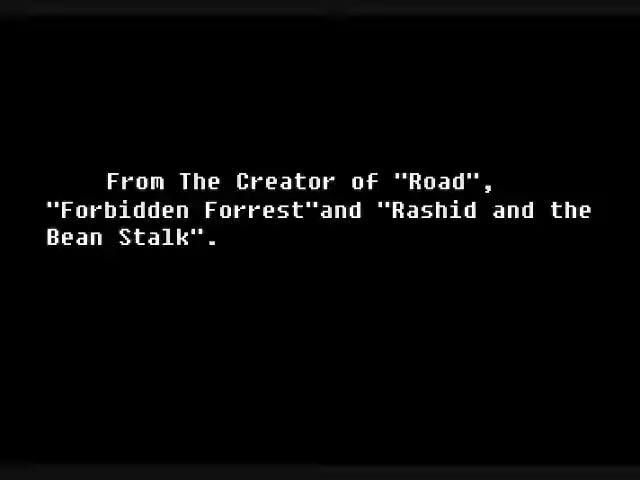 From The Creator of "Road",
"Forbidden Forrest"and "Rashid and the
Bean Stalk".